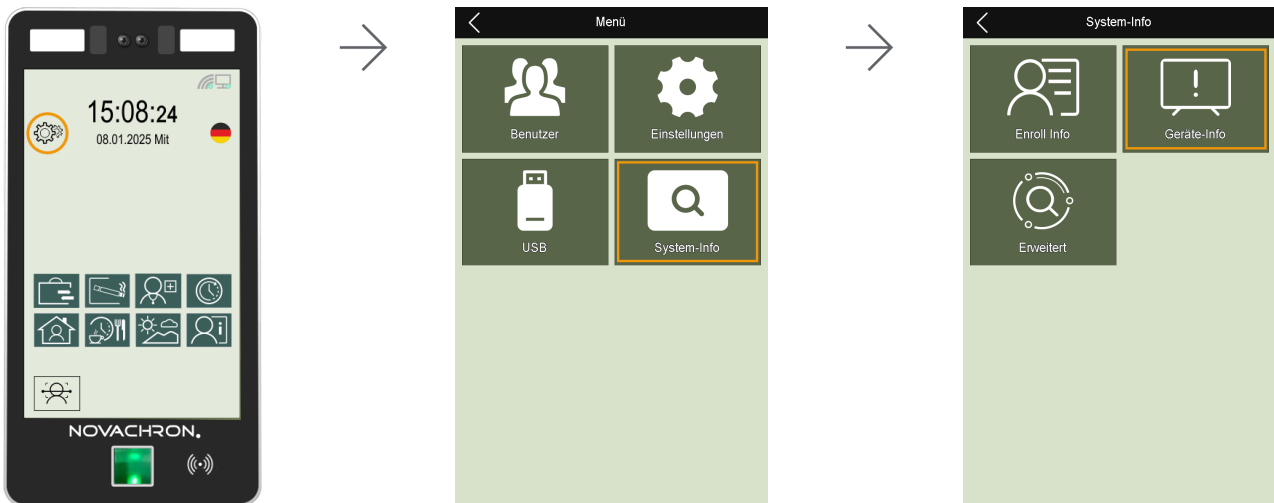 15:08:24
08.01.2025 Mit
NOVACHRON.
Menü
Benutzer
Einstellungen
USB
System-Info
System-Info
Enroll Info
Geräte-Info
Erweitert